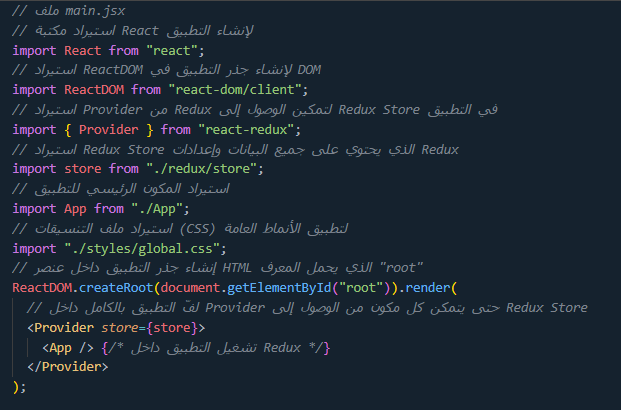 // ملف main.jsx
// استيراد مكتبة React لإنشاء التطبيق
import React from "react";
// استيراد ReactDOM لإنشاء جذر التطبيق في DOM
import ReactDOM from "react-dom/client";
// استيراد Provider من Redux لتمكين الوصول إلى Redux Store في التطبيق
import { Provider } from "react-redux";
// استيراد Redux Store الذي يحتوي على جميع البيانات وإعدادات Redux
import store from "./redux/store";
// استيراد المكون الرئيسي للتطبيق
import App from "./App";
// استيراد ملف التنسيقات (CSS) لتطبيق الأنماط العامة
import "./styles/global.css";
// إنشاء جذر التطبيق داخل عنصر HTML الذي يحمل المعرف "root"
ReactDOM.createRoot(document.getElementById("root")).render(
// لفّ التطبيق بالكامل داخل Provider حتى يتمكن كل مكون من الوصول إلى Redux Store
<Provider store={store}>
<App /> {/* تشغيل التطبيق داخل Redux */}
</Provider>
);